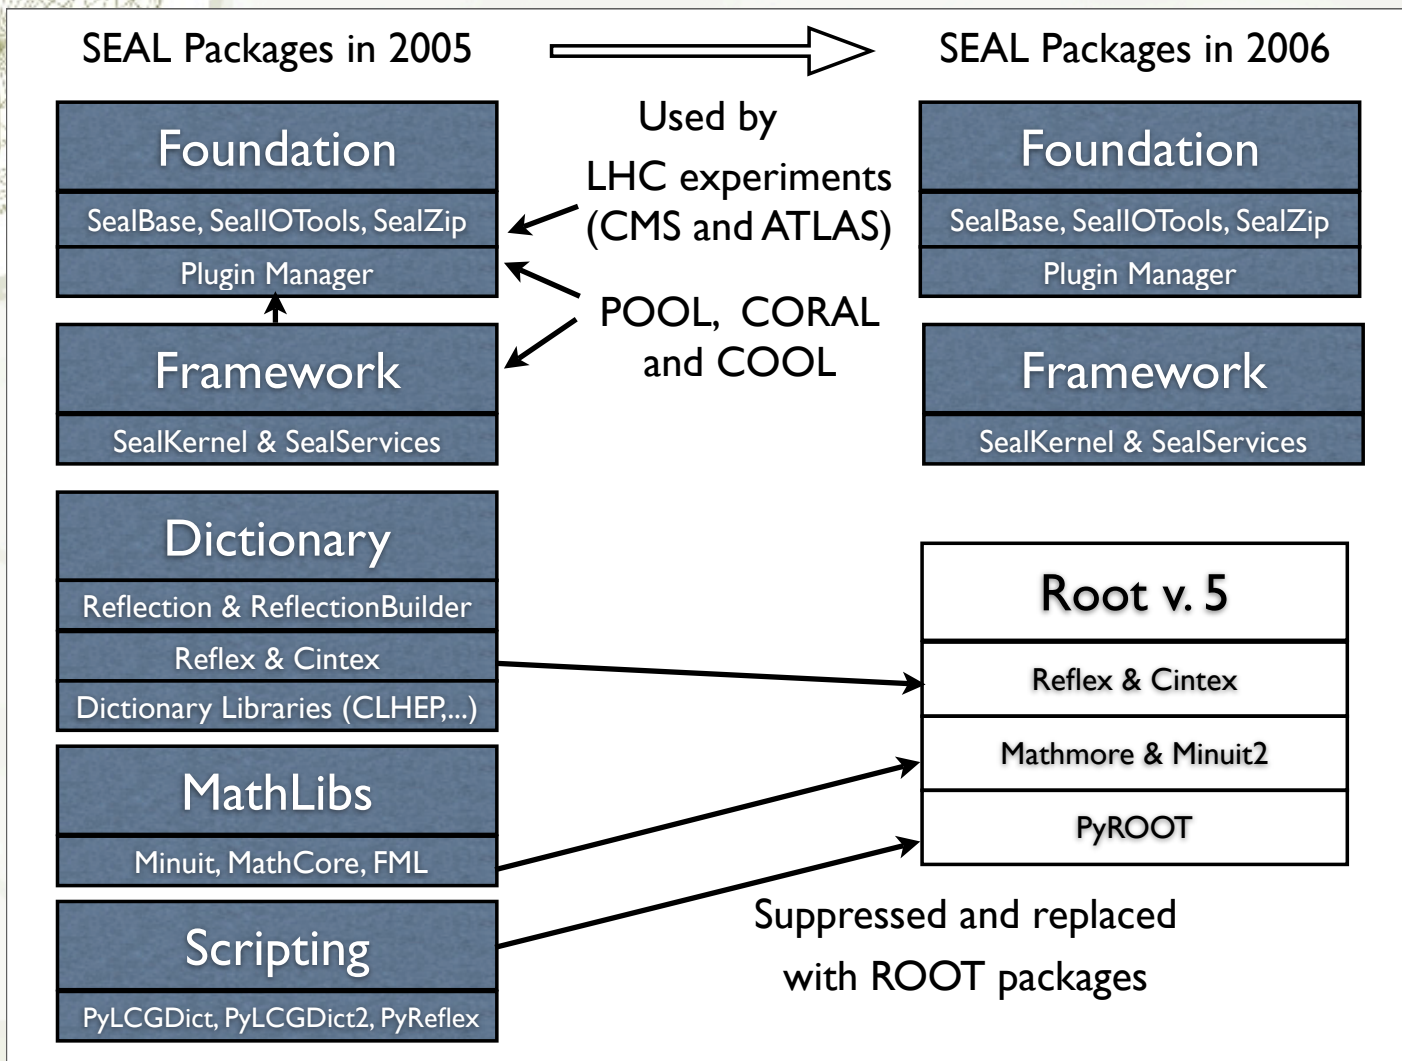 SEAL Packages in 2005
SEAL Packages in 2006
Foundation
SealBase, SealIOTools, SealZip
Plugin Manager
Framework
SealKernel & SealServices
Used by
LHC experiments
(CMS and ATLAS)
POOL, CORAL
and COOL
Foundation
SealBase, SealIOTools, SealZip
Plugin Manager
Framework
SealKernel & SealServices
Dictionary
Reflection & ReflectionBuilder
Reflex & Cintex
Dictionary Libraries (CLHEP,...)
MathLibs
Minuit, MathCore, FML
Scripting
PyLCGDict, PyLCGDict2, PyReflex
Root v. 5
Reflex & Cintex
Mathmore & Minuit2
PyROOT
Suppressed and replaced
with ROOT packages